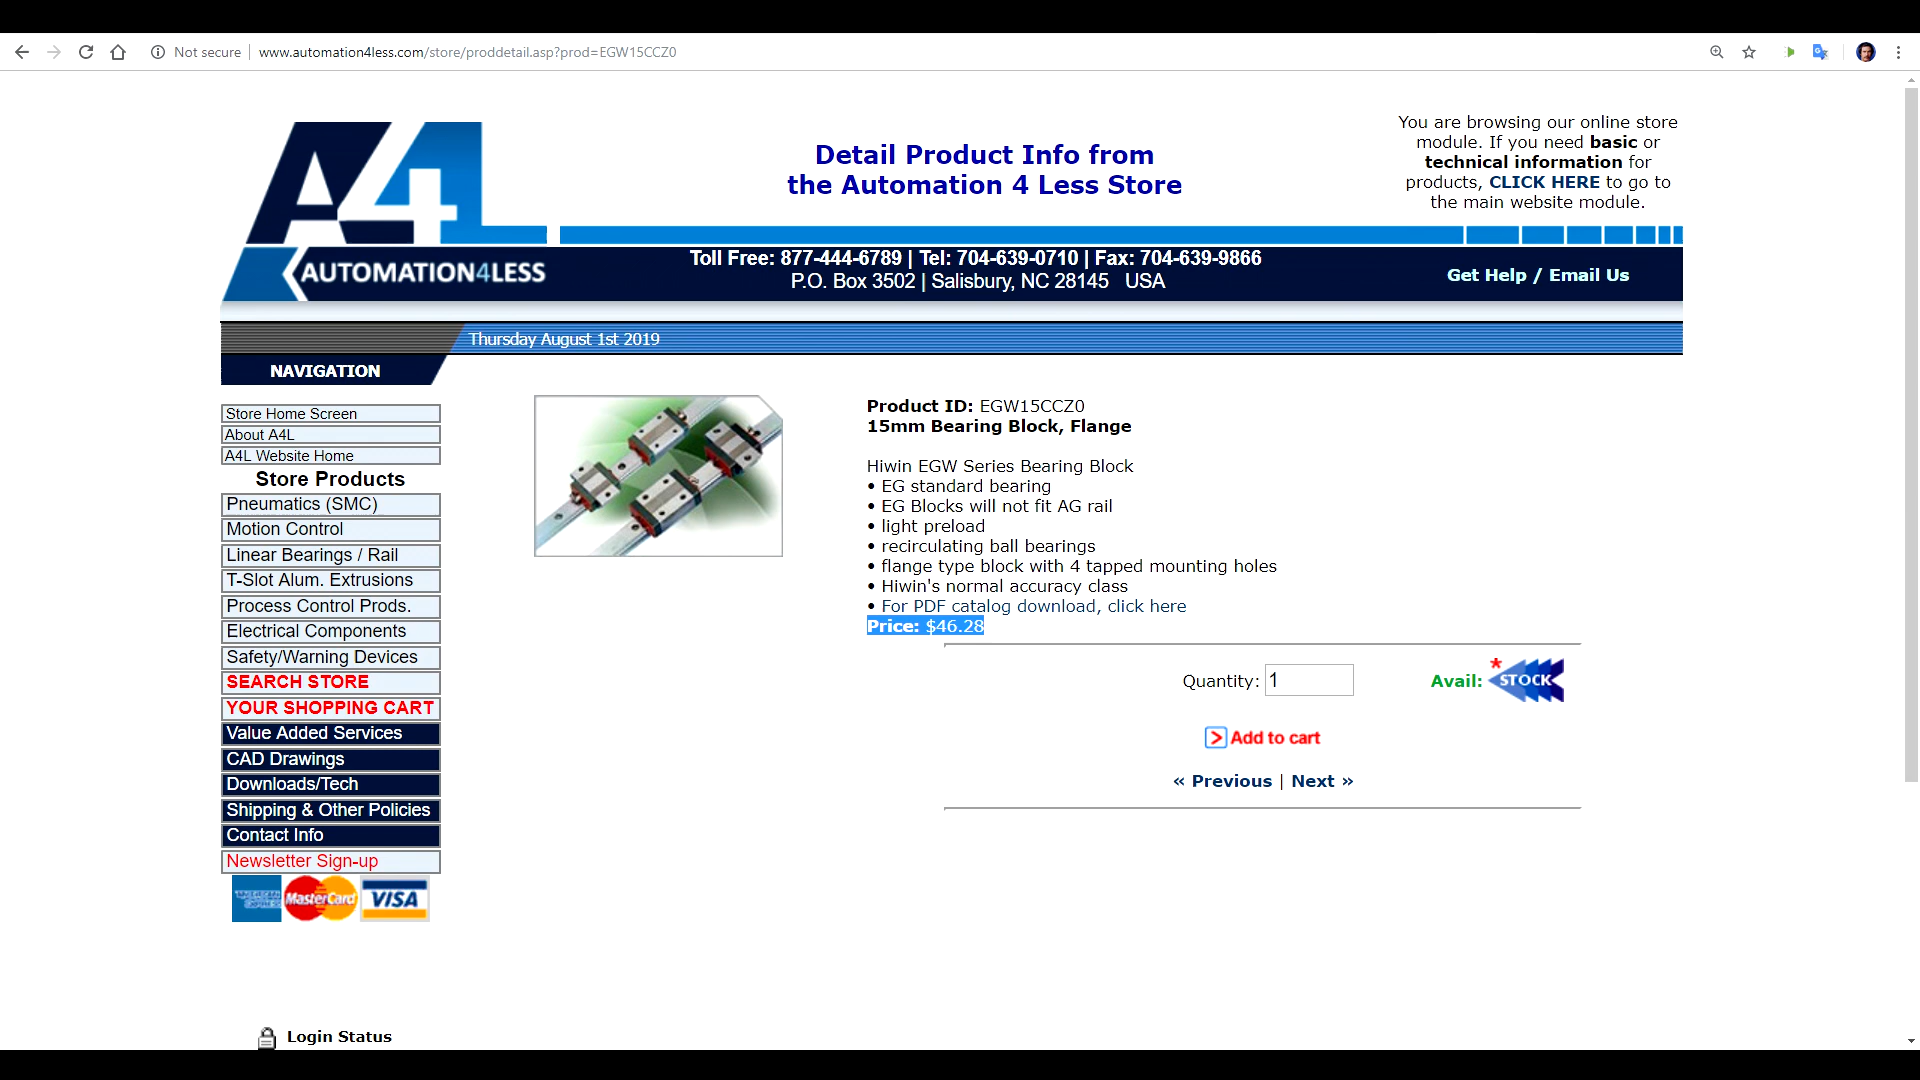 Not secure
www.automation4less.com/store/proddetail.asp?prod=EGW15CCZ0
A4L
AUTOMATION4LESS
Detail Product Info from
the Automation 4 Less Store
You are browsing our online store
module. If you need basic or
technical information for
products, CLICK HERE to go to
the main website module.
Toll Free: 877-444-6789 | Tel: 704-639-0710 | Fax: 704-639-9866
P.O. Box 3502 | Salisbury, NC 28145 USA
Get Help / Email Us
Thursday August 1st 2019
NAVIGATION
Store Home Screen
About A4L
A4L Website Home
Store Products
Pneumatics (SMC)
Motion Control
Linear Bearings / Rail
T-Slot Alum. Extrusions
Process Control Prods.
Electrical Components
Safety/Warning Devices
SEARCH STORE
YOUR SHOPPING CART
Value Added Services
CAD Drawings
Downloads/Tech
Shipping & Other Policies
Contact Info
Newsletter Sign-up
AMERICAN EXPRESS
MasterCard
VISA
Login Status
Product ID: EGW15CCZ0
15mm Bearing Block, Flange
Hiwin EGW Series Bearing Block
• EG standard bearing
• EG Blocks will not fit AG rail
• light preload
• recirculating ball bearings
• flange type block with 4 tapped mounting holes
• Hiwin's normal accuracy class
• For PDF catalog download, click here
Price: $46.28
Quantity: 1
Avail: * STOCK
Add to cart
« Previous | Next »